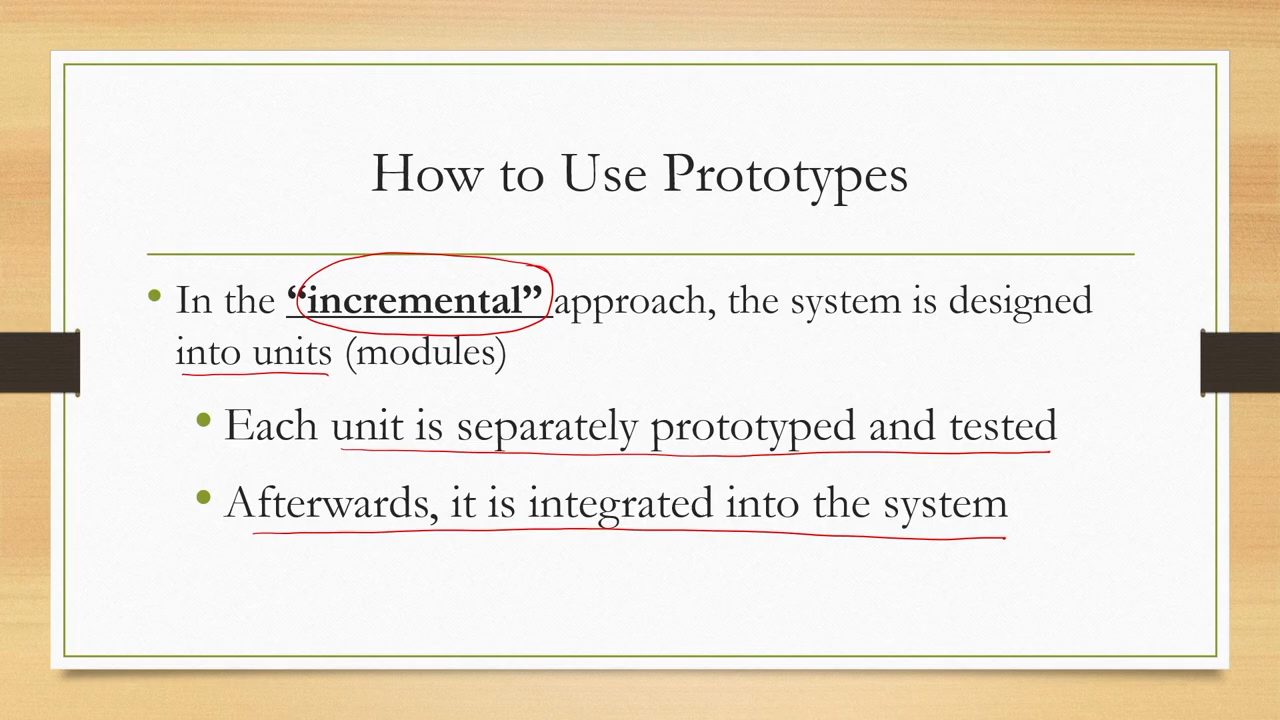 How to Use Prototypes
• In the “incremental” approach, the system is designed
into units (modules)
• Each unit is separately prototyped and tested
• Afterwards, it is integrated into the system